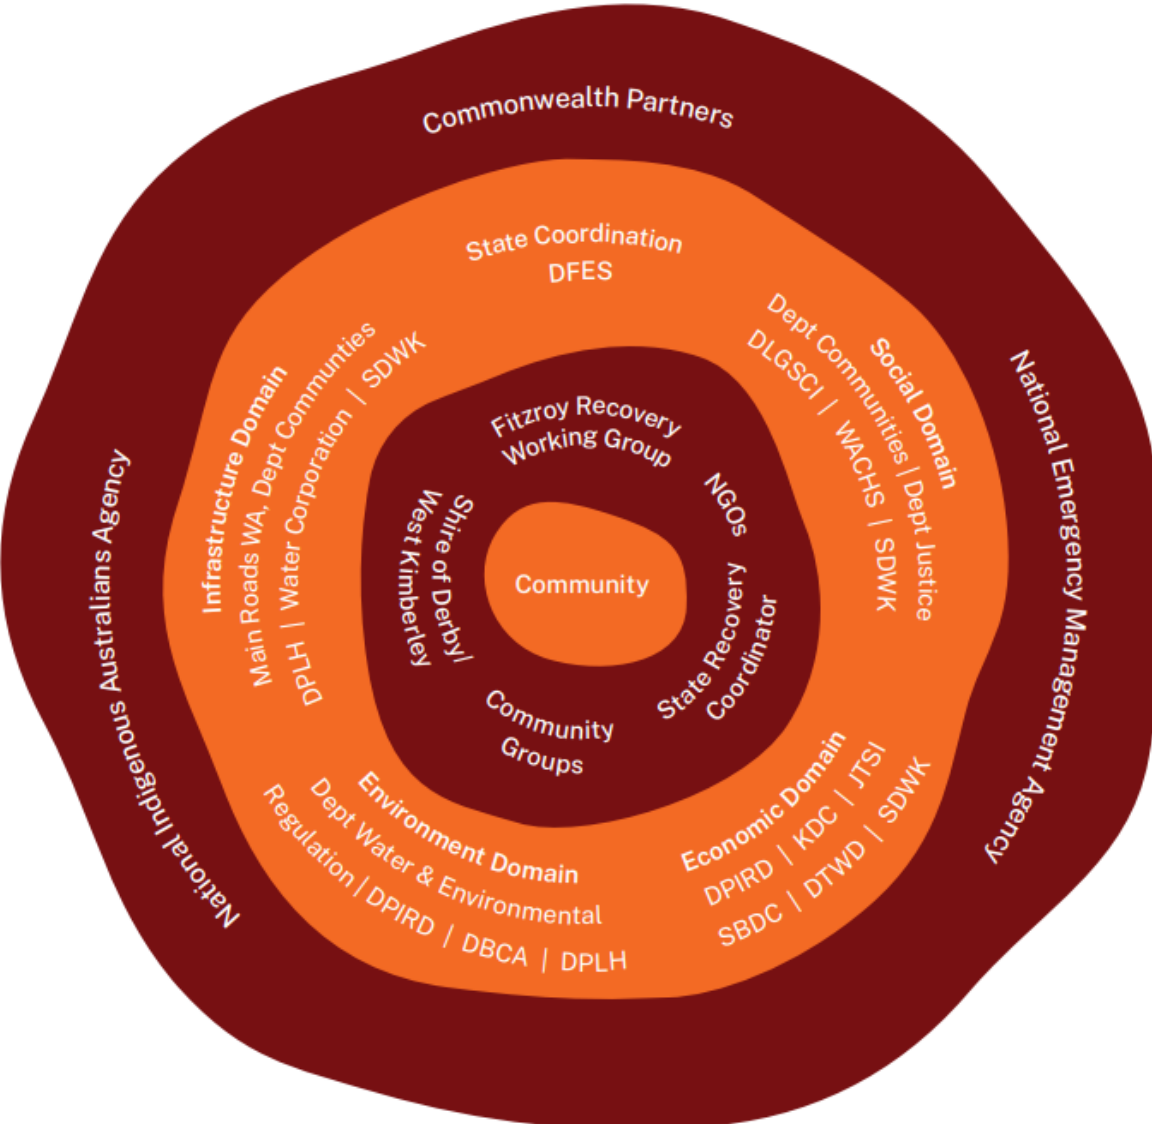 Commonwealth Partners
State Coordination
DFES
Social Domain
Dept Communities | Dept Justice
DLGSCI | WACHS | SDWK
National Emergency Management Agency
Infrastructure Domain
Main Roads WA, Dept Communties
DPLH | Water Corporation | SDWK
National Indigenous Australians Agency
Fitzroy Recovery
Working Group
NGOs
State Recovery
Coordinator
Community
Groups
Shire of Derby/
West Kimberley
Community
Environment Domain
Dept Water & Environmental
Regulation | DPIRD | DBCA | DPLH
Economic Domain
DPIRD | KDC | JTSI
SBDC | DTWD | SDWK